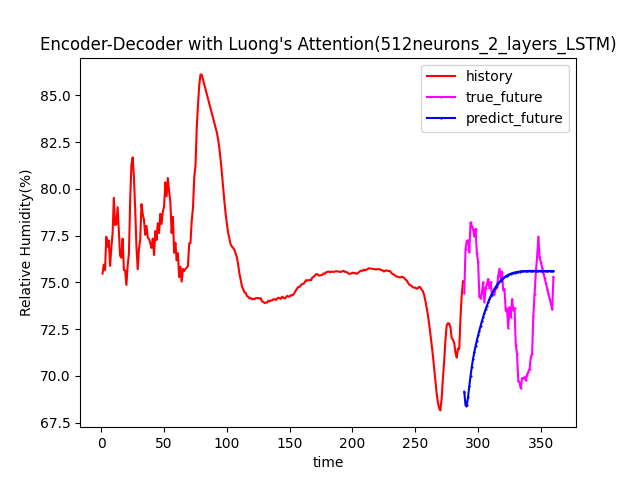 Encoder-Decoder with Luong's Attention(512neurons_2_layers_LSTM)
history
true_future
predict_future
Relative Humidity(%)
85.0
82.5
80.0
77.5
75.0
72.5
70.0
67.5
0 50 100 150 200 250 300 350
time